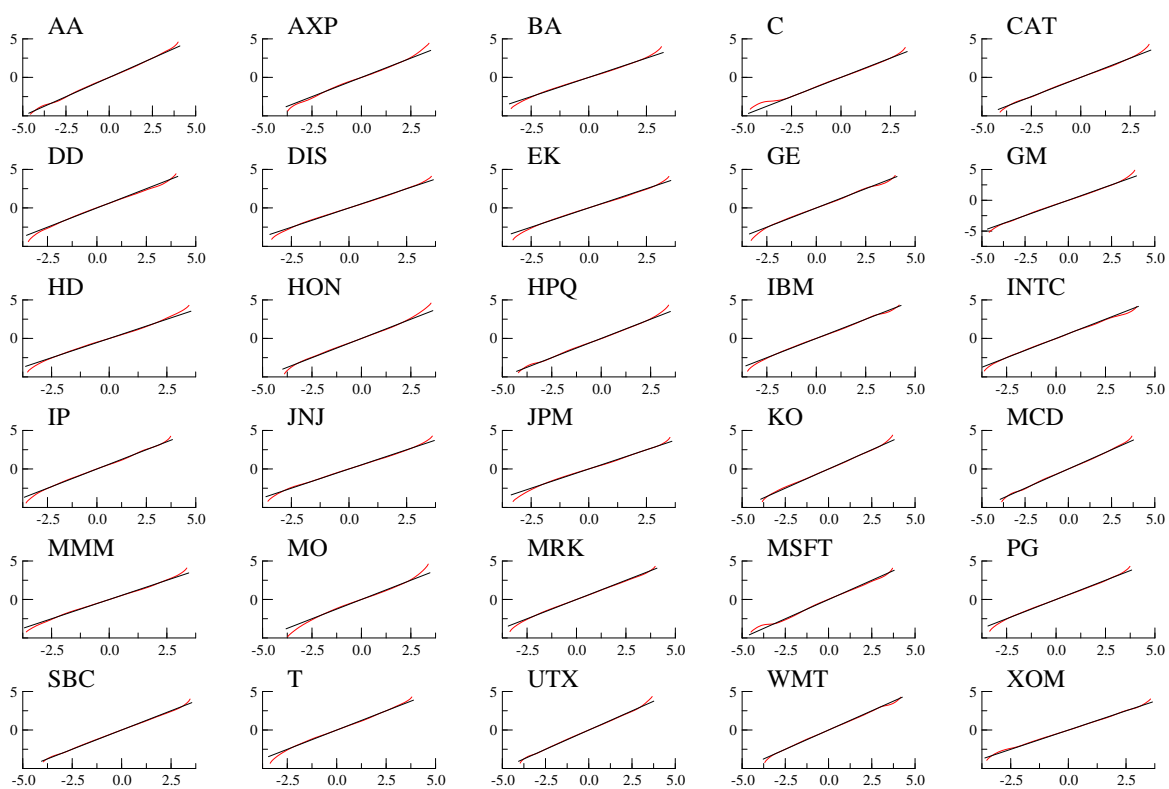 AA AXP BA C CAT
5 5 5 5 5
0 0 0 0 0
-5.0 -2.5 0.0 2.5 5.0 -2.5 0.0 2.5 -2.5 0.0 2.5 -5.0 -2.5 0.0 2.5 -5.0 -2.5 0.0 2.5
DD DIS EK GE GM
5 5 5 5 5
0 0 0 0 0
-5
-2.5 0.0 2.5 5.0 -2.5 0.0 2.5 -2.5 0.0 2.5 -2.5 0.0 2.5 5.0 -5.0 -2.5 0.0 2.5 5.0
HD HON HPQ IBM INTC
5 5 5 5 5
0 0 0 0 0
-2.5 0.0 2.5 -5.0 -2.5 0.0 2.5 -5.0 -2.5 0.0 2.5 -2.5 0.0 2.5 5.0 -2.5 0.0 2.5 5.0
IP JNJ JPM KO MCD
5 5 5 5 5
0 0 0 0 0
-2.5 0.0 2.5 5.0 -2.5 0.0 2.5 -2.5 0.0 2.5 -5.0 -2.5 0.0 2.5 5.0 -5.0 -2.5 0.0 2.5 5.0
MMM MO MRK MSFT PG
5 5 5 5 5
0 0 0 0 0
-2.5 0.0 2.5 -5.0 -2.5 0.0 2.5 5.0 -2.5 0.0 2.5 5.0 -5.0 -2.5 0.0 2.5 5.0 -2.5 0.0 2.5 5.0
SBC T UTX WMT XOM
5 5 5 5 5
0 0 0 0 0
-5.0 -2.5 0.0 2.5 -2.5 0.0 2.5 5.0 -5.0 -2.5 0.0 2.5 5.0 -5.0 -2.5 0.0 2.5 5.0 -2.5 0.0 2.5